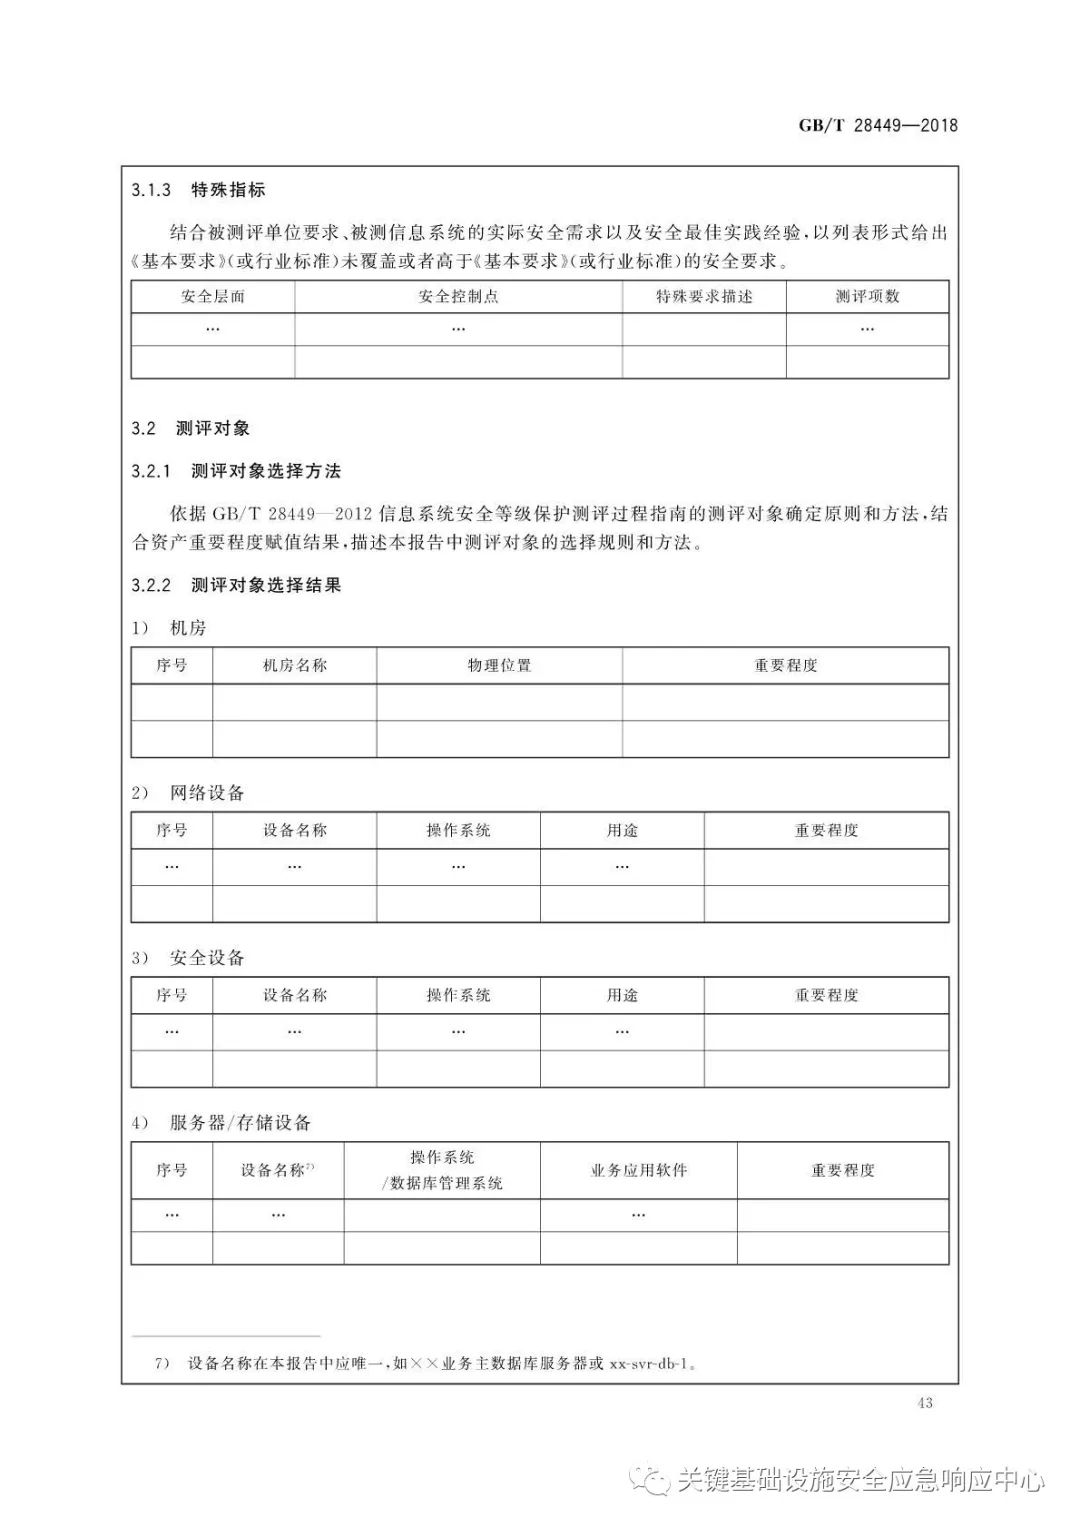 GB/T 28449—2018
3.1.3 特殊指标
结合被测评单位要求、被测信息系统的实际安全需求以及安全最佳实践经验,以列表形式给出
《基本要求》(或行业标准)未覆盖或者高于《基本要求》(或行业标准)的安全要求。
安全层面 安全控制点 特殊要求描述 测评项数
… … …
3.2 测评对象
3.2.1 测评对象选择方法
依据 GB/T 28449—2012 信息系统安全等级保护测评过程指南的测评对象确定原则和方法,结
合资产重要程度赋值结果,描述本报告中测评对象的选择规则和方法。
3.2.2 测评对象选择结果
1) 机房
序号 机房名称 物理位置 重要程度
2) 网络设备
序号 设备名称 操作系统 用途 重要程度
… … … …
3) 安全设备
序号 设备名称 操作系统 用途 重要程度
… … … …
4) 服务器/存储设备
序号 设备名称7) 操作系统 业务应用软件 重要程度
/数据库管理系统
… … …
7) 设备名称在本报告中应唯一,如××业务主数据库服务器或 xx-svr-db-1。
43
关键基础设施安全应急响应中心